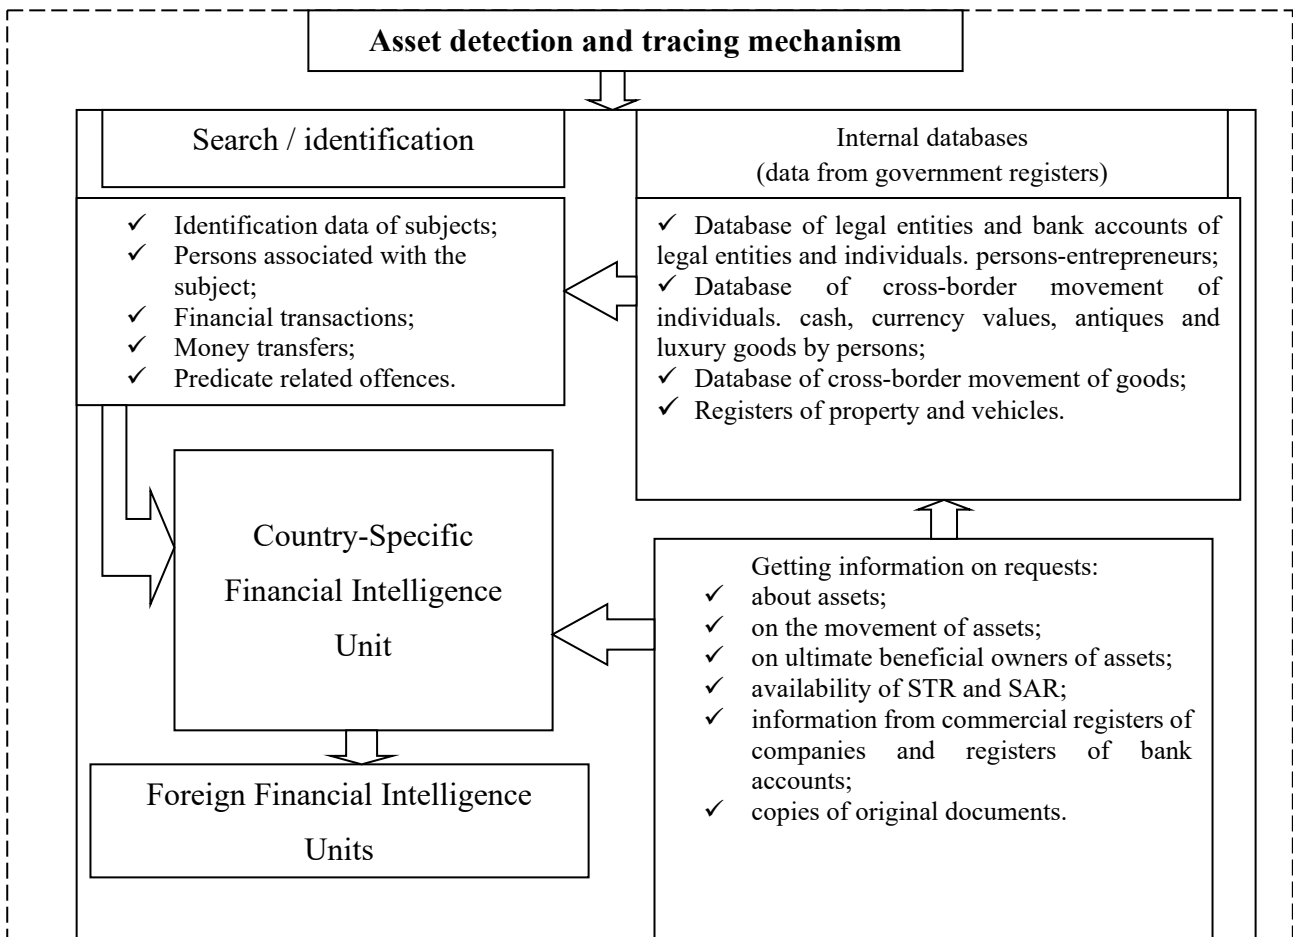 Asset detection and tracing mechanism
Search / identification
✓ Identification data of subjects;
✓ Persons associated with the
subject;
✓ Financial transactions;
✓ Money transfers;
✓ Predicate related offences.
Internal databases
(data from government registers)
✓ Database of legal entities and bank accounts of
legal entities and individuals. persons-entrepreneurs;
✓ Database of cross-border movement of
individuals. cash, currency values, antiques and
luxury goods by persons;
✓ Database of cross-border movement of goods;
✓ Registers of property and vehicles.
Country-Specific
Financial Intelligence
Unit
Getting information on requests:
✓ about assets;
✓ on the movement of assets;
✓ on ultimate beneficial owners of assets;
✓ availability of STR and SAR;
✓ information from commercial registers of
companies and registers of bank
accounts;
✓ copies of original documents.
Foreign Financial Intelligence
Units